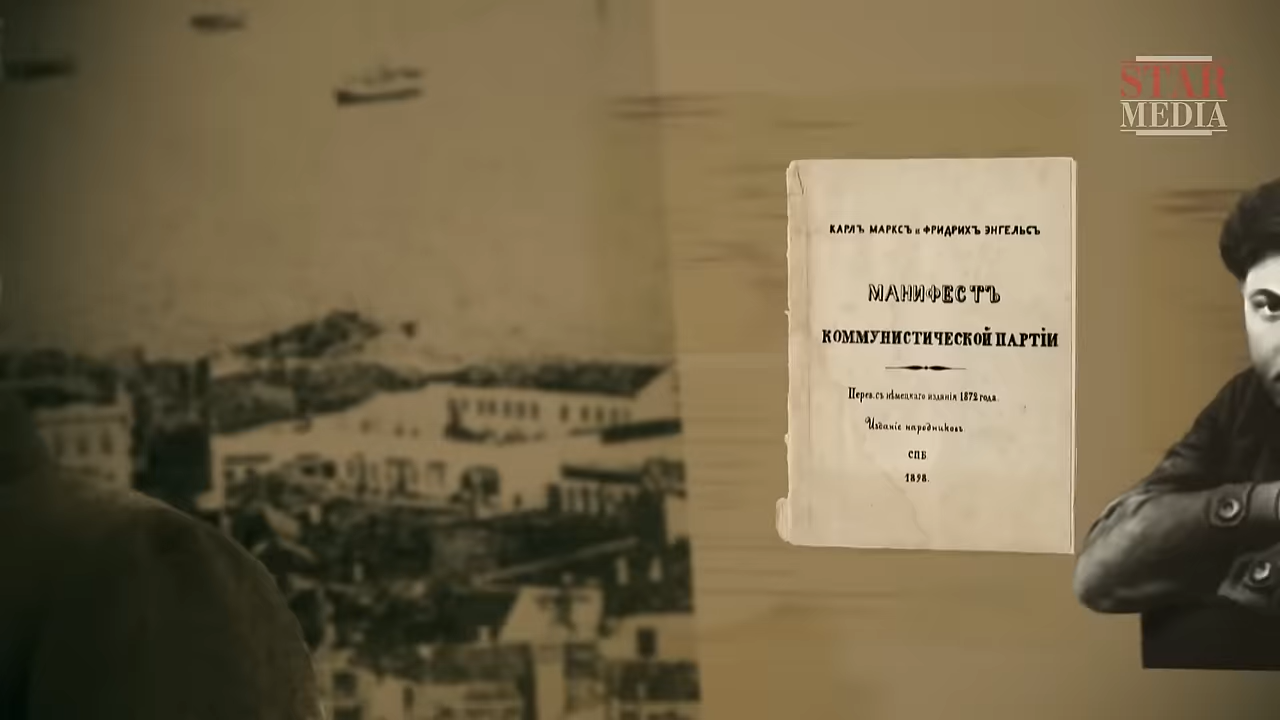 STAR
MEDIA
КАРЛЪ МАРКСЪ и ФРИДРИХЪ ЭНГЕЛЬСЪ
МАНИФЕСТЪ
КОММУНИСТИЧЕСКОЙ ПАРТІИ
Перев. съ нѣмецкаго изданія 1872 года.
Изданіе народниковъ
СПБ
1898.